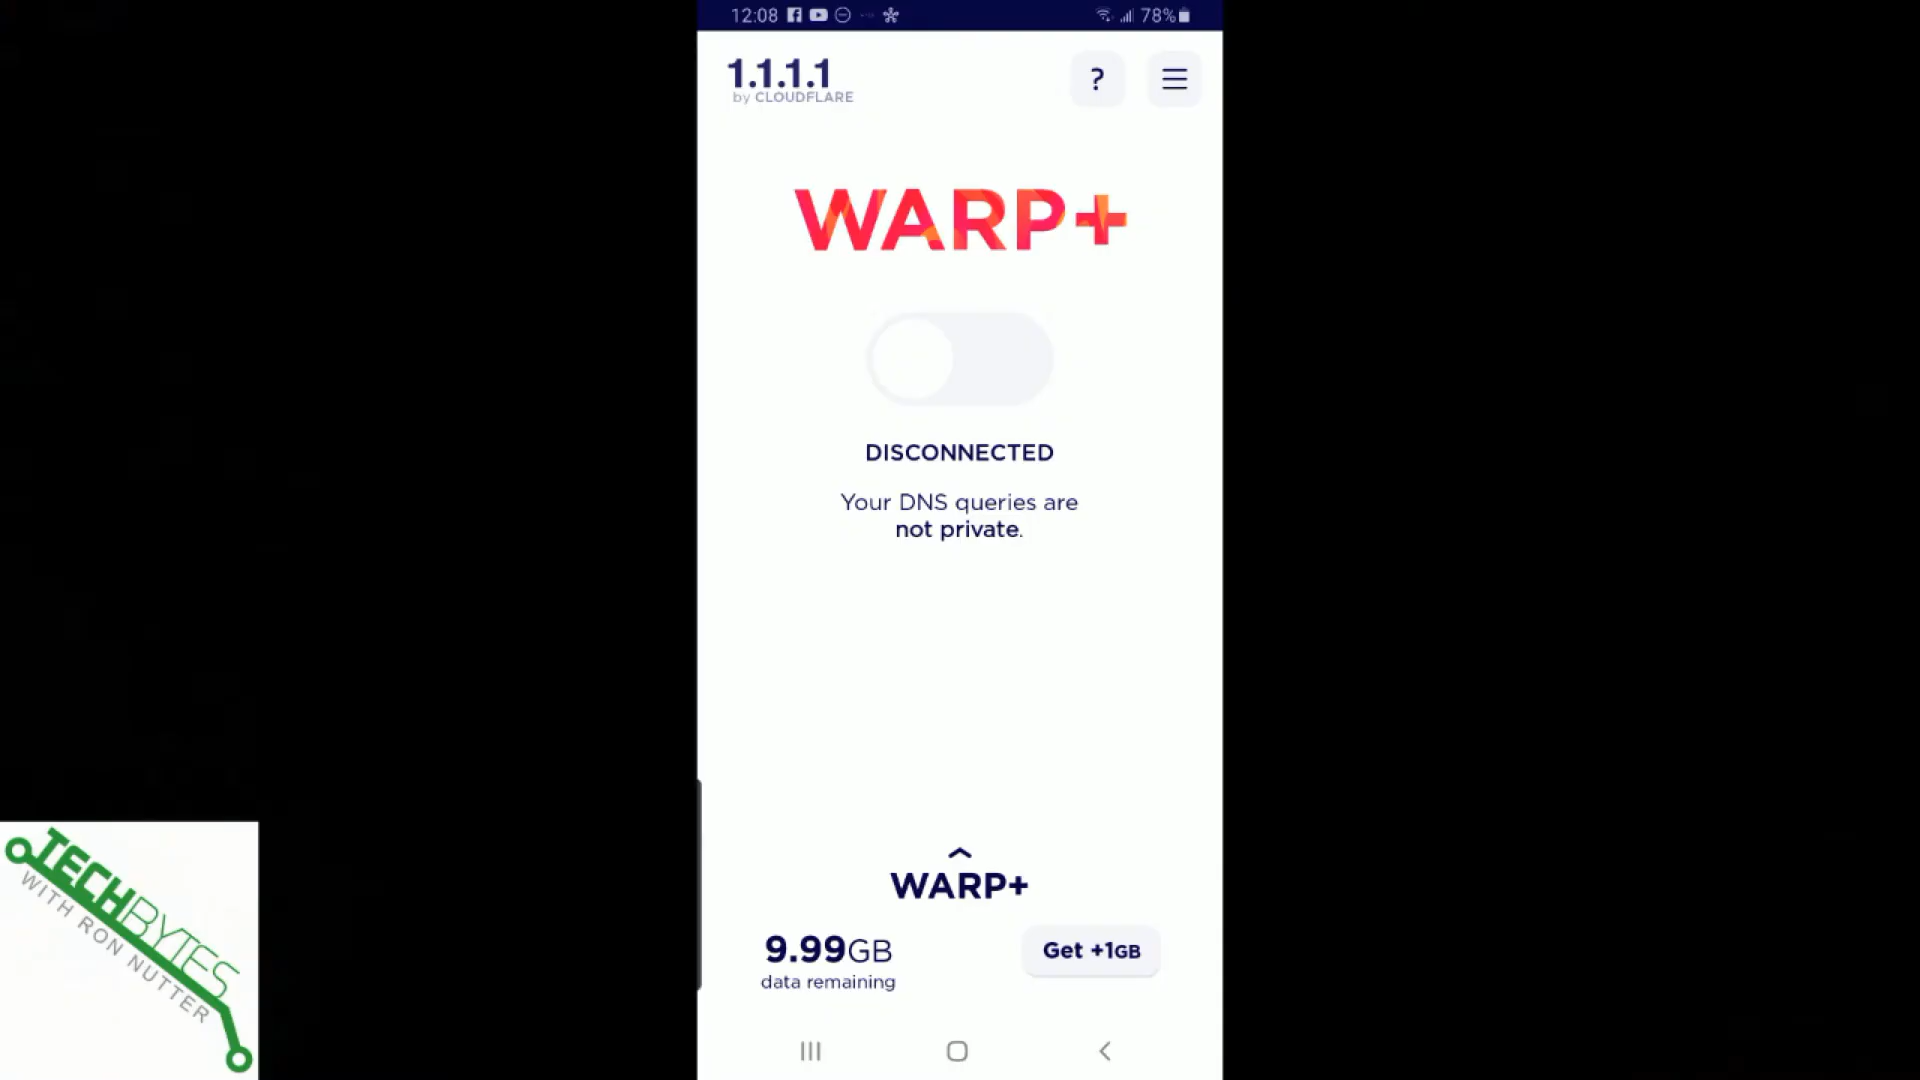 12:08
78%
1.1.1.1
by CLOUDFLARE
?
WARP+
DISCONNECTED
Your DNS queries are
not private.
WARP+
9.99GB
Get +1GB
data remaining
TECHBYTES
WITH RON NUTTER